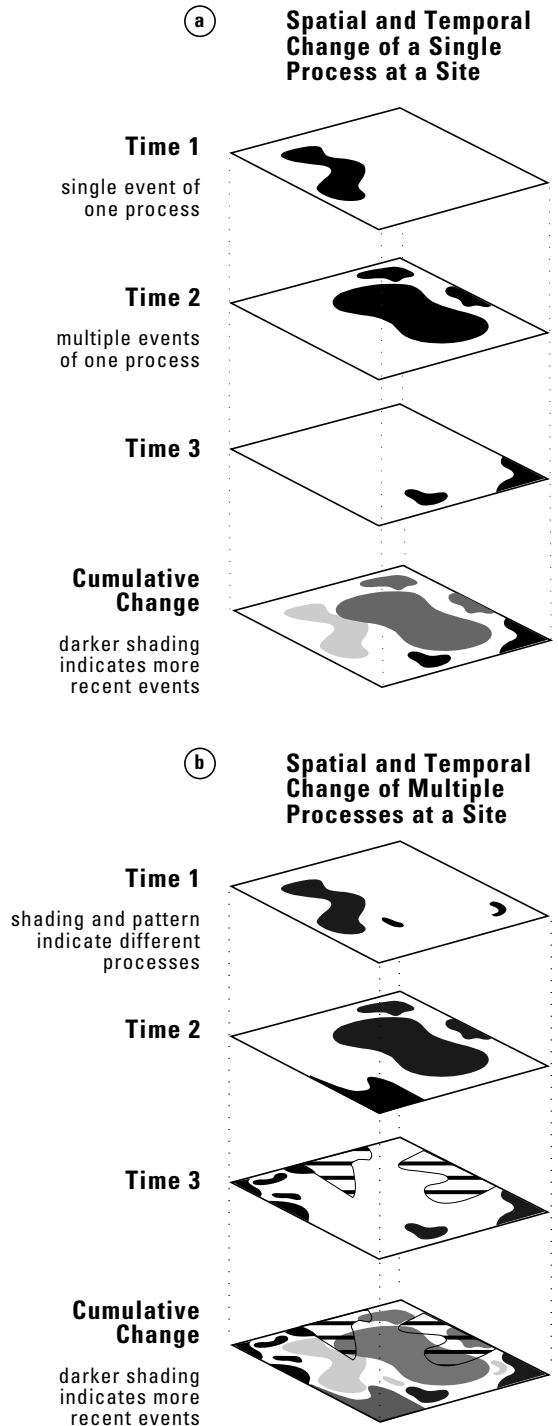 a
Spatial and Temporal
Change of a Single
Process at a Site
Time 1
single event of
one process
Time 2
multiple events
of one process
Time 3
Cumulative
Change
darker shading
indicates more
recent events
b
Spatial and Temporal
Change of Multiple
Processes at a Site
Time 1
shading and pattern
indicate different
processes
Time 2
Time 3
Cumulative
Change
darker shading
indicates more
recent events